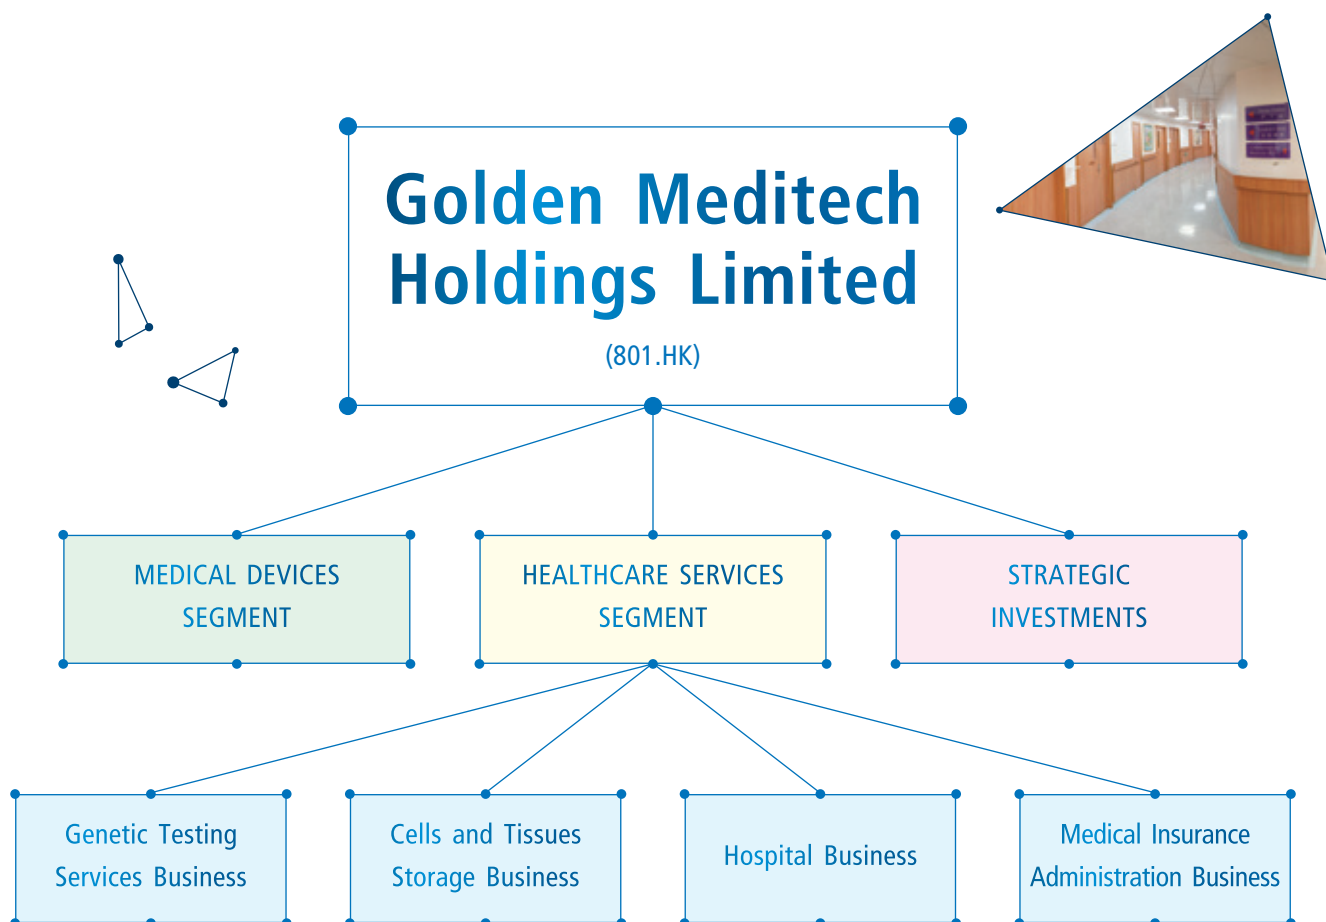 Golden Meditech
Holdings Limited
(801.HK)
MEDICAL DEVICES
SEGMENT
HEALTHCARE SERVICES
SEGMENT
STRATEGIC
INVESTMENTS
Genetic Testing
Services Business
Cells and Tissues
Storage Business
Hospital Business
Medical Insurance
Administration Business